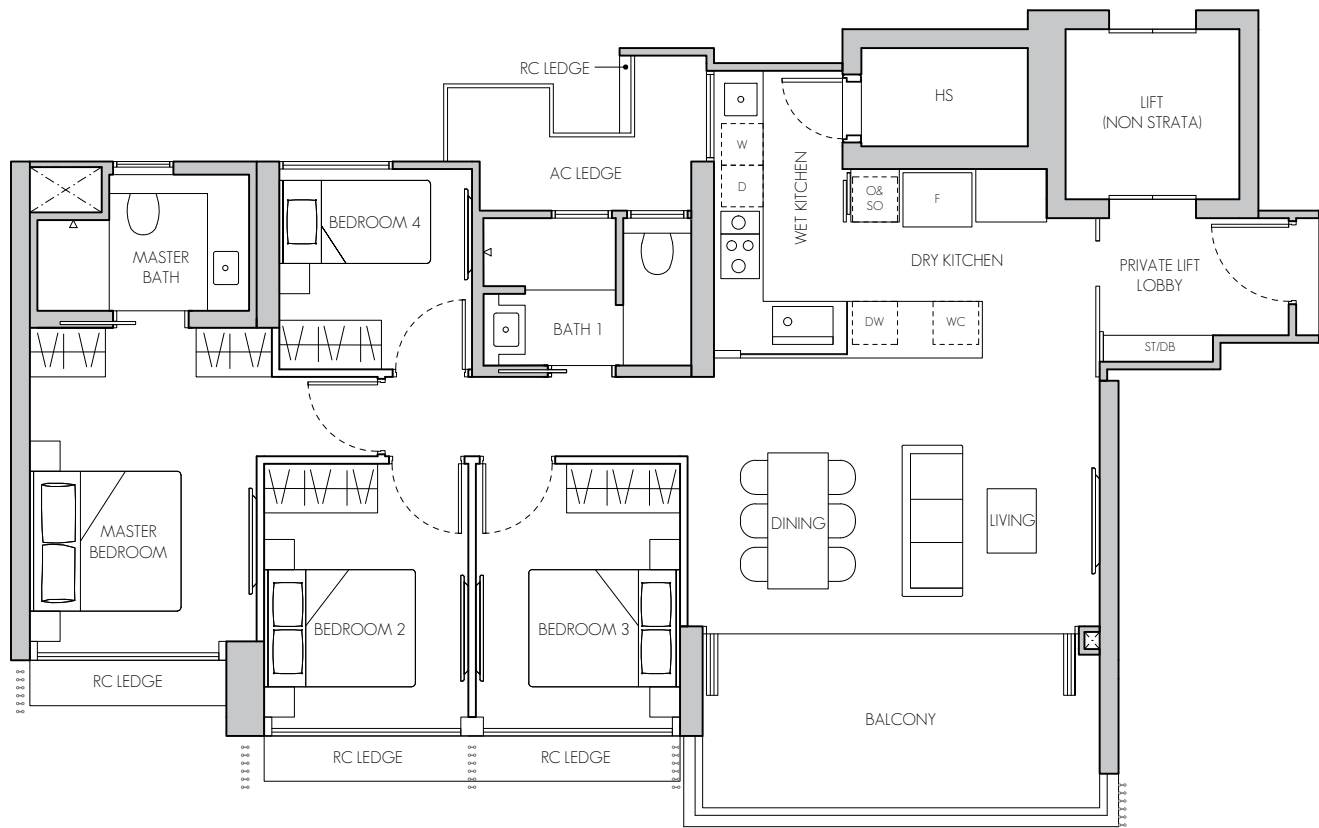 RC LEDGE
HS
LIFT
(NON STRATA)
W
D
AC LEDGE
WET KITCHEN
O&
SO
F
BEDROOM 4
MASTER
BATH
DRY KITCHEN
PRIVATE LIFT
LOBBY
BATH 1
DW
WC
ST/DB
MASTER
BEDROOM
DINING
LIVING
BEDROOM 2
BEDROOM 3
RC LEDGE
BALCONY
RC LEDGE
RC LEDGE